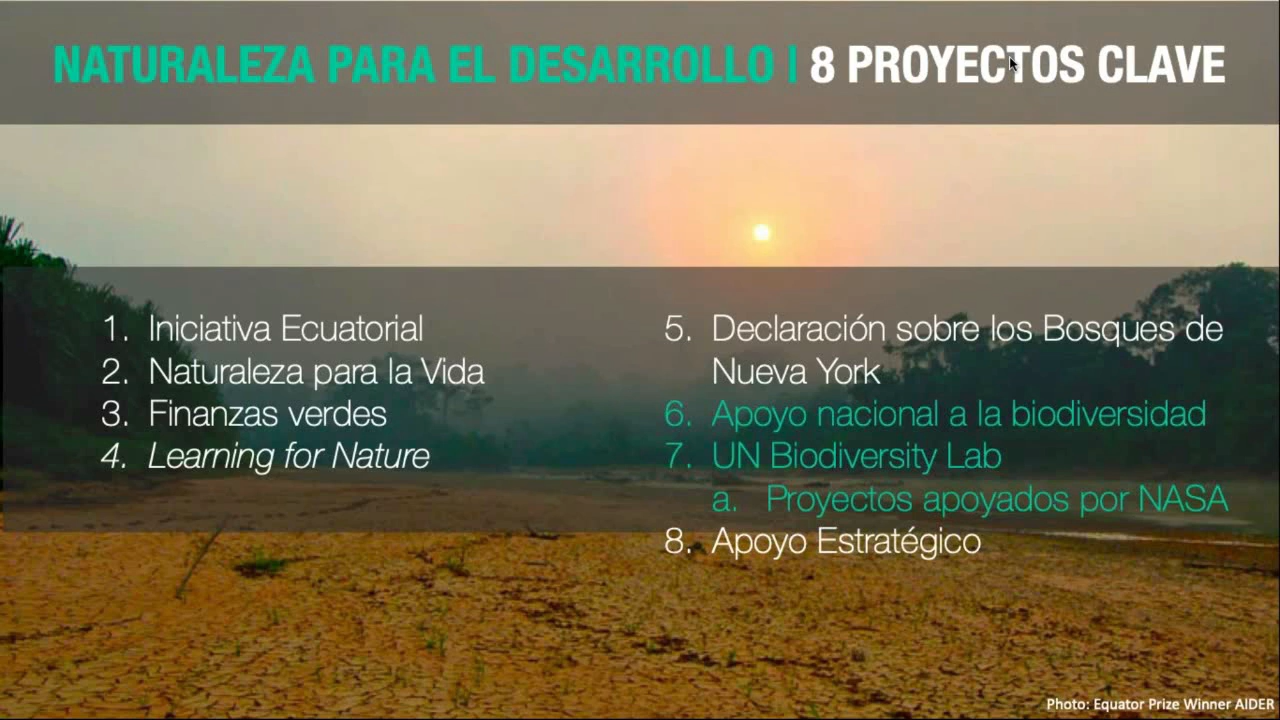 NATURALEZA PARA EL DESARROLLO | 8 PROYECTOS CLAVE
1. Iniciativa Ecuatorial
2. Naturaleza para la Vida
3. Finanzas verdes
4. Learning for Nature
5. Declaración sobre los Bosques de
Nueva York
6. Apoyo nacional a la biodiversidad
7. UN Biodiversity Lab
a. Proyectos apoyados por NASA
8. Apoyo Estratégico
Photo: Equator Prize Winner AIDER